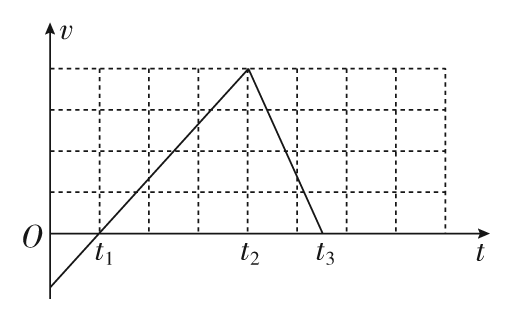 v
O
t₁ t₂ t₃ t